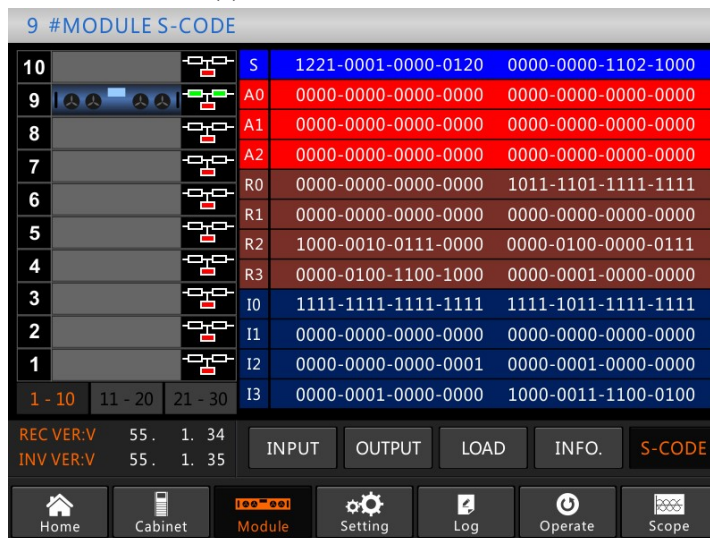 9 #MODULE S-CODE
10
9
8
7
6
5
4
3
2
1
1 - 10 11 - 20 21 - 30
S 1221-0001-0000-0120 0000-0000-1102-1000
A0 0000-0000-0000-0000 0000-0000-0000-0000
A1 0000-0000-0000-0000 0000-0000-0000-0000
A2 0000-0000-0000-0000 0000-0000-0000-0000
R0 0000-0000-0000-0000 1011-1101-1111-1111
R1 0000-0000-0000-0000 0000-0000-0000-0000
R2 1000-0010-0111-0000 0000-0100-0000-0111
R3 0000-0100-1100-1000 0000-0001-0000-0000
I0 1111-1111-1111-1111 1111-1011-1111-1111
I1 0000-0000-0000-0000 0000-0000-0000-0000
I2 0000-0000-0000-0001 0000-0001-0000-0000
I3 0000-0001-0000-0000 1000-0011-1100-0100
REC VER:V 55. 1. 34
INV VER:V 55. 1. 35
INPUT OUTPUT LOAD INFO. S-CODE
Home Cabinet Module Setting Log Operate Scope